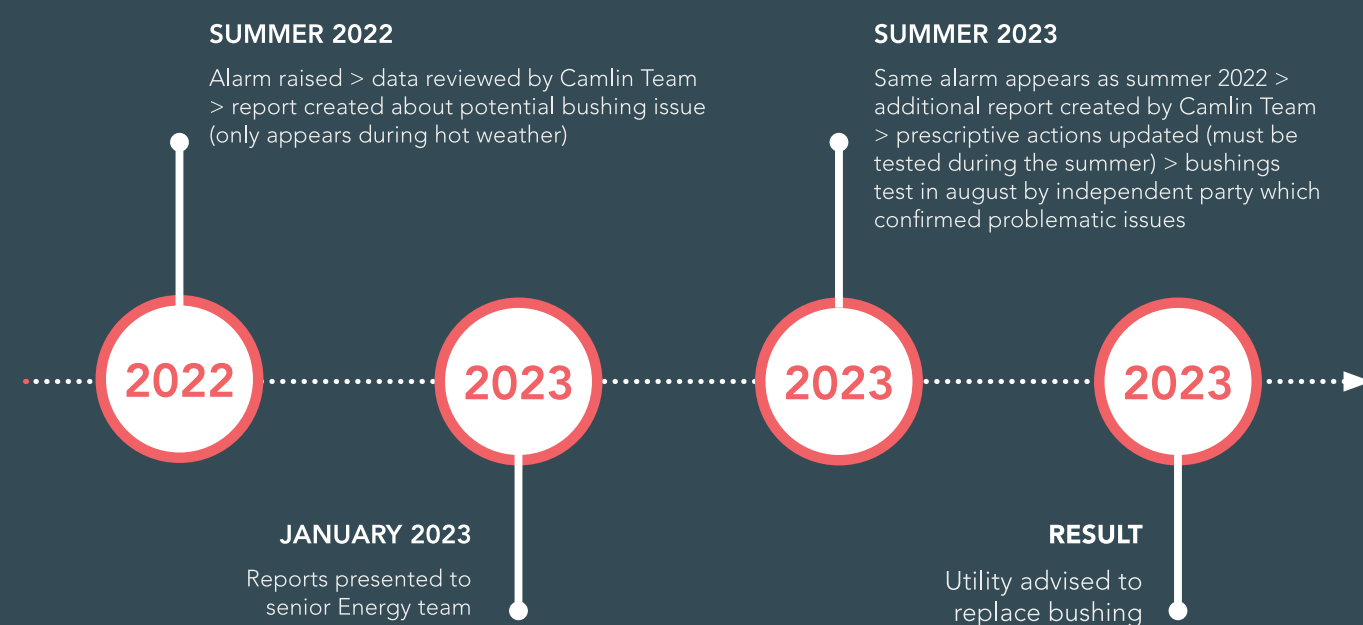 SUMMER 2022
Alarm raised > data reviewed by Camlin Team
> report created about potential bushing issue
(only appears during hot weather)
SUMMER 2023
Same alarm appears as summer 2022 >
additional report created by Camlin Team
> prescriptive actions updated (must be
tested during the summer) > bushings
test in august by independent party which
confirmed problematic issues
2022
2023
2023
2023
JANUARY 2023
Reports presented to
senior Energy team
RESULT
Utility advised to
replace bushing